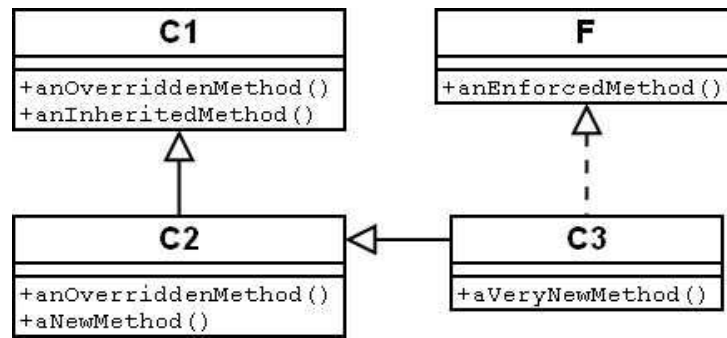 C1
+anOverriddenMethod()
+anInheritedMethod()
F
+anEnforcedMethod()
C2
+anOverriddenMethod()
+aNewMethod()
C3
+aVeryNewMethod()